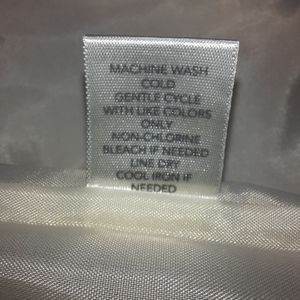 MACHINE WASH
COLD
GENTLE CYCLE
WITH LIKE COLORS
ONLY
NON-CHLORINE
BLEACH IF NEEDED
LINE DRY
COOL IRON IF
NEEDED